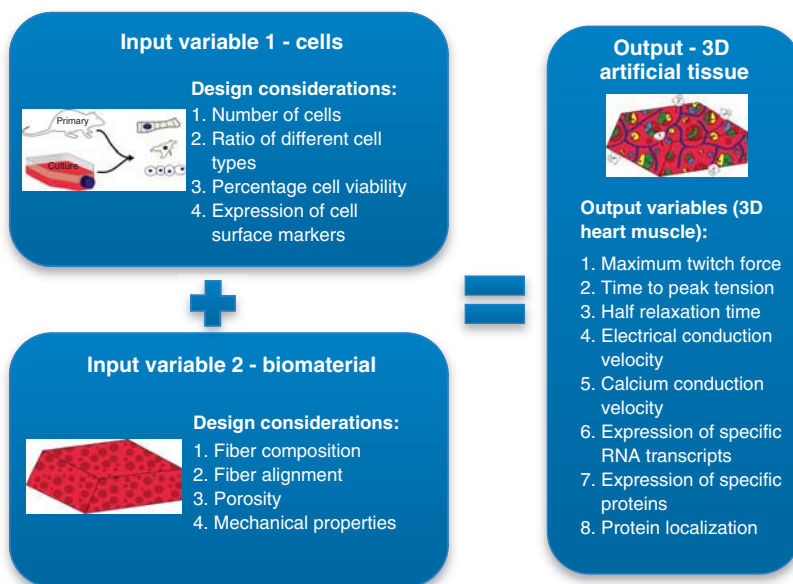 Input variable 1 - cells
Primary
Culture
Design considerations:
1. Number of cells
2. Ratio of different cell
types
3. Percentage cell viability
4. Expression of cell
surface markers
Input variable 2 - biomaterial
Design considerations:
1. Fiber composition
2. Fiber alignment
3. Porosity
4. Mechanical properties
Output - 3D
artificial tissue
Output variables (3D
heart muscle):
1. Maximum twitch force
2. Time to peak tension
3. Half relaxation time
4. Electrical conduction
velocity
5. Calcium conduction
velocity
6. Expression of specific
RNA transcripts
7. Expression of specific
proteins
8. Protein localization